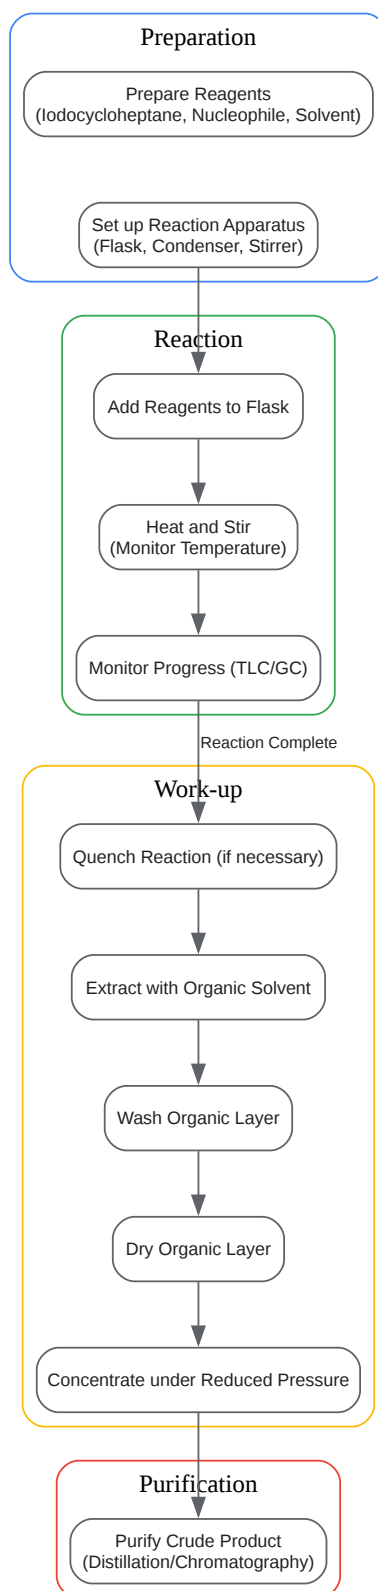 Preparation
Prepare Reagents
(Iodocycloheptane, Nucleophile, Solvent)
Set up Reaction Apparatus
(Flask, Condenser, Stirrer)
Reaction
Add Reagents to Flask
Heat and Stir
(Monitor Temperature)
Monitor Progress (TLC/GC)
Reaction Complete
Work-up
Quench Reaction (if necessary)
Extract with Organic Solvent
Wash Organic Layer
Dry Organic Layer
Concentrate under Reduced Pressure
Purification
Purify Crude Product
(Distillation/Chromatography)